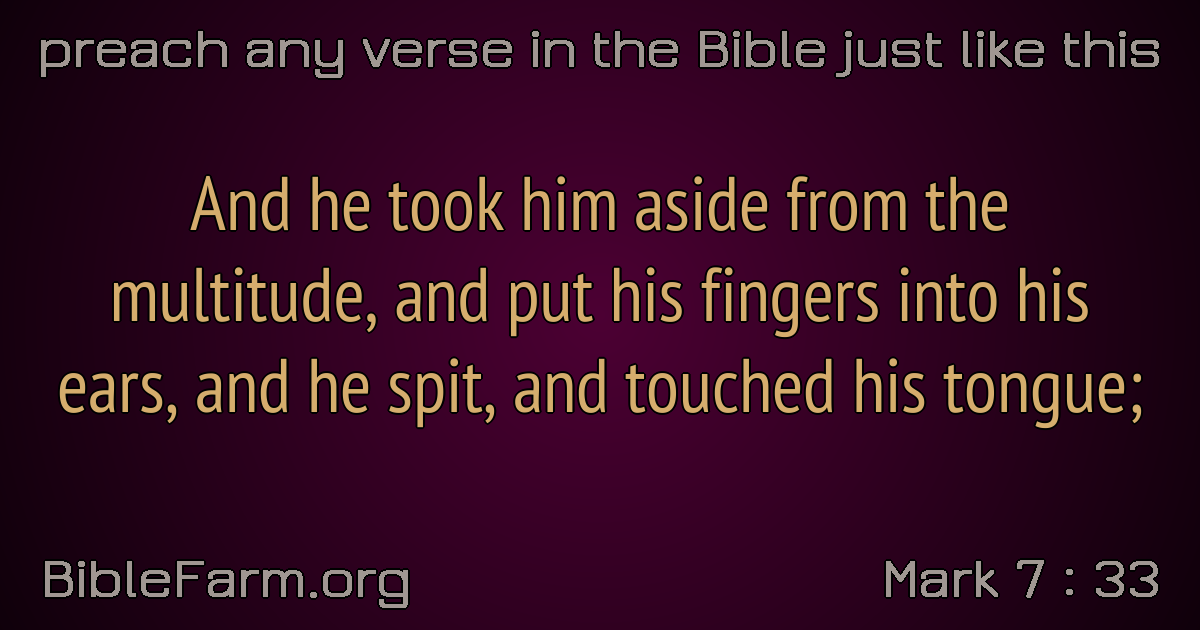 preach any verse in the Bible just like this
And he took him aside from the
multitude, and put his fingers into his
ears, and he spit, and touched his tongue;
BibleFarm.org
Mark 7 : 33